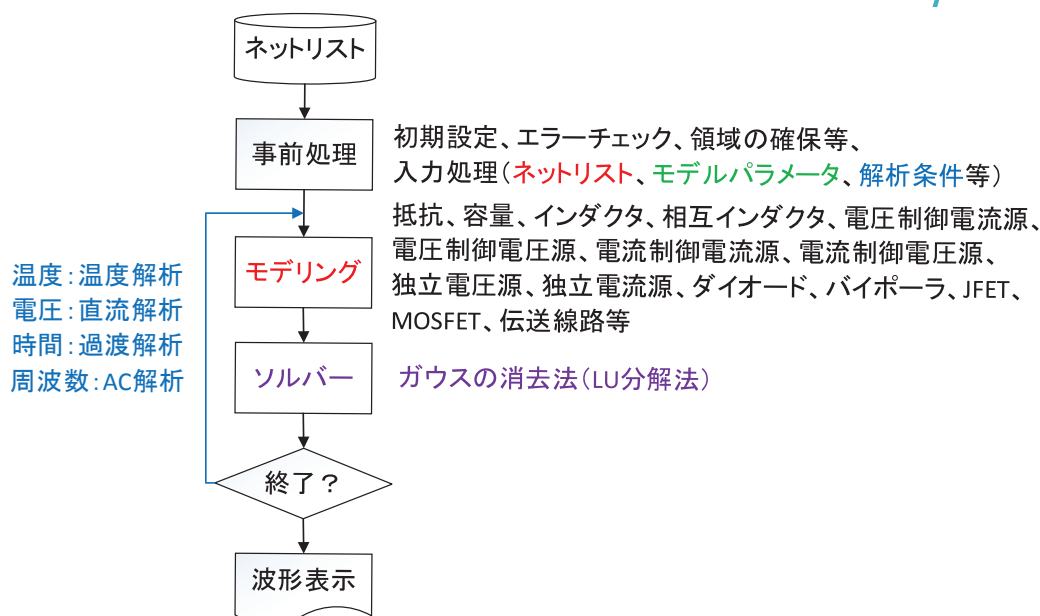 ネットリスト
事前処理
初期設定、エラーチェック、領域の確保等、
入力処理(ネットリスト、モデルパラメータ、解析条件等)
抵抗、容量、インダクタ、相互インダクタ、電圧制御電流源、
電圧制御電圧源、電流制御電流源、電流制御電圧源、
独立電圧源、独立電流源、ダイオード、バイポーラ、JFET、
MOSFET、伝送線路等
モデリング
温度:温度解析
電圧:直流解析
時間:過渡解析
周波数:AC解析
ソルバー
ガウスの消去法(LU分解法)
終了?
波形表示